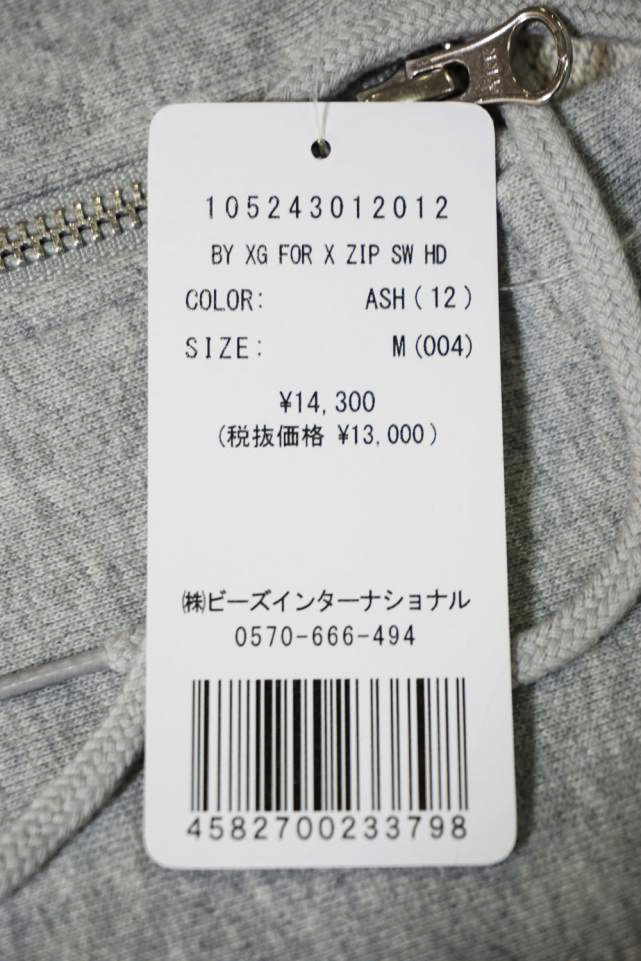 105243012012
BY XG FOR X ZIP SW HD
COLOR: ASH(12)
SIZE: M(004)
¥14,300
(税抜価格 ¥13,000)
㈱ビーズインターナショナル
0570-666-494
4582700233798